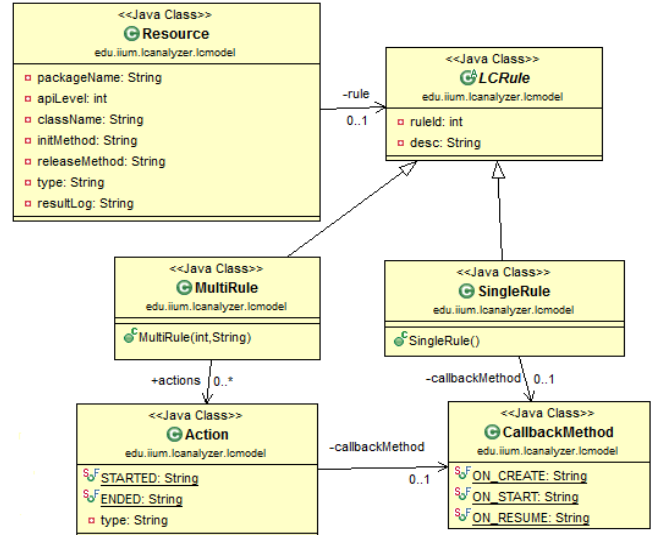 <<Java Class>>
Resource
edu.iium.lcanalyzer.lcmodel
packageName: String
apiLevel: int
className: String
initMethod: String
releaseMethod: String
type: String
resultLog: String
-rule
0..1
<<Java Class>>
LCRule
edu.iium.lcanalyzer.lcmodel
ruleId: int
desc: String
<<Java Class>>
MultiRule
edu.iium.lcanalyzer.lcmodel
MultiRule(int,String)
<<Java Class>>
SingleRule
edu.iium.lcanalyzer.lcmodel
SingleRule()
+actions 0..*
-callbackMethod 0..1
<<Java Class>>
Action
edu.iium.lcanalyzer.lcmodel
STARTED: String
ENDED: String
type: String
-callbackMethod
0..1
<<Java Class>>
CallbackMethod
edu.iium.lcanalyzer.lcmodel
ON_CREATE: String
ON_START: String
ON_RESUME: String